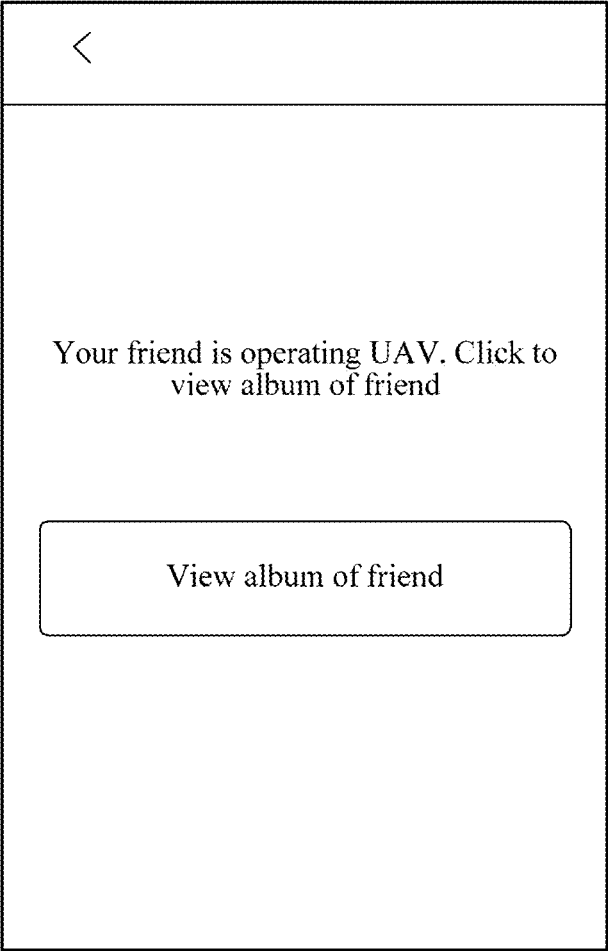 Your friend is operating UAV. Click to
view album of friend
View album of friend